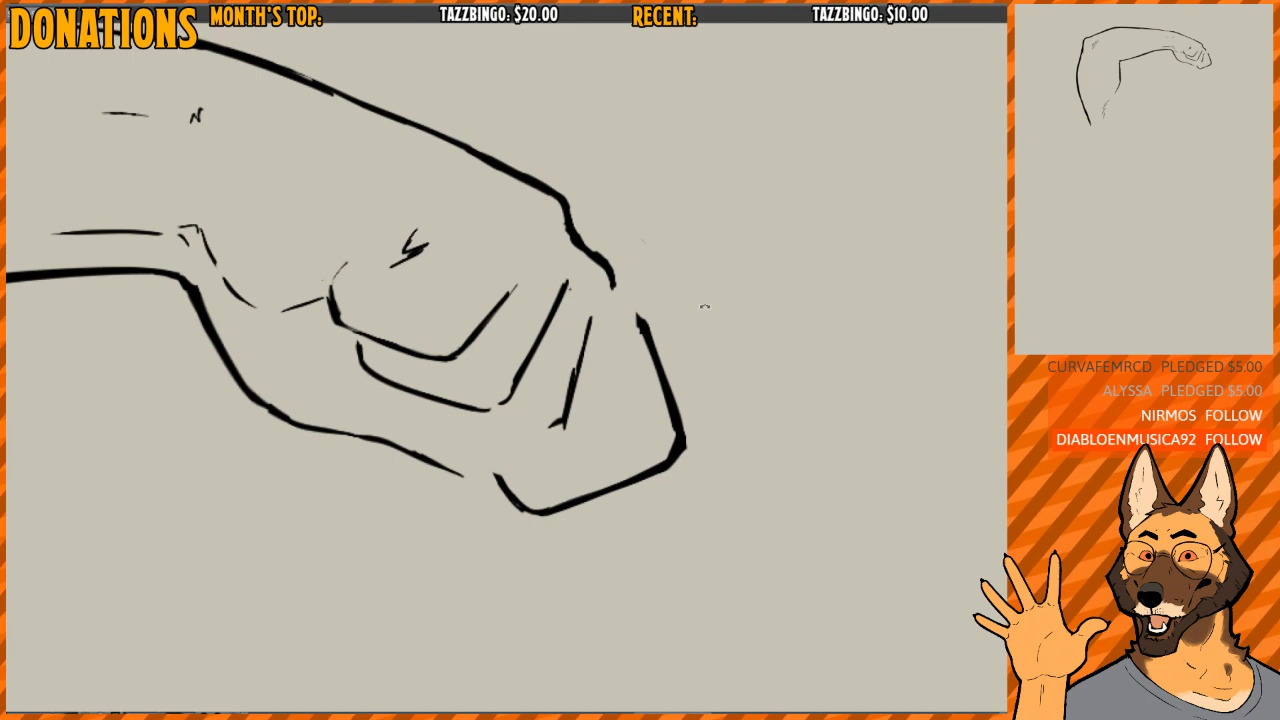 DONATIONS
MONTH'S TOP:
TAZZBINGO: $20.00
RECENT:
TAZZBINGO: $10.00
CURVAFEMRCD PLEDGED $5.00
ALYSSA PLEDGED $5.00
NIRMOS FOLLOW
DIABLOENMUSICA92 FOLLOW